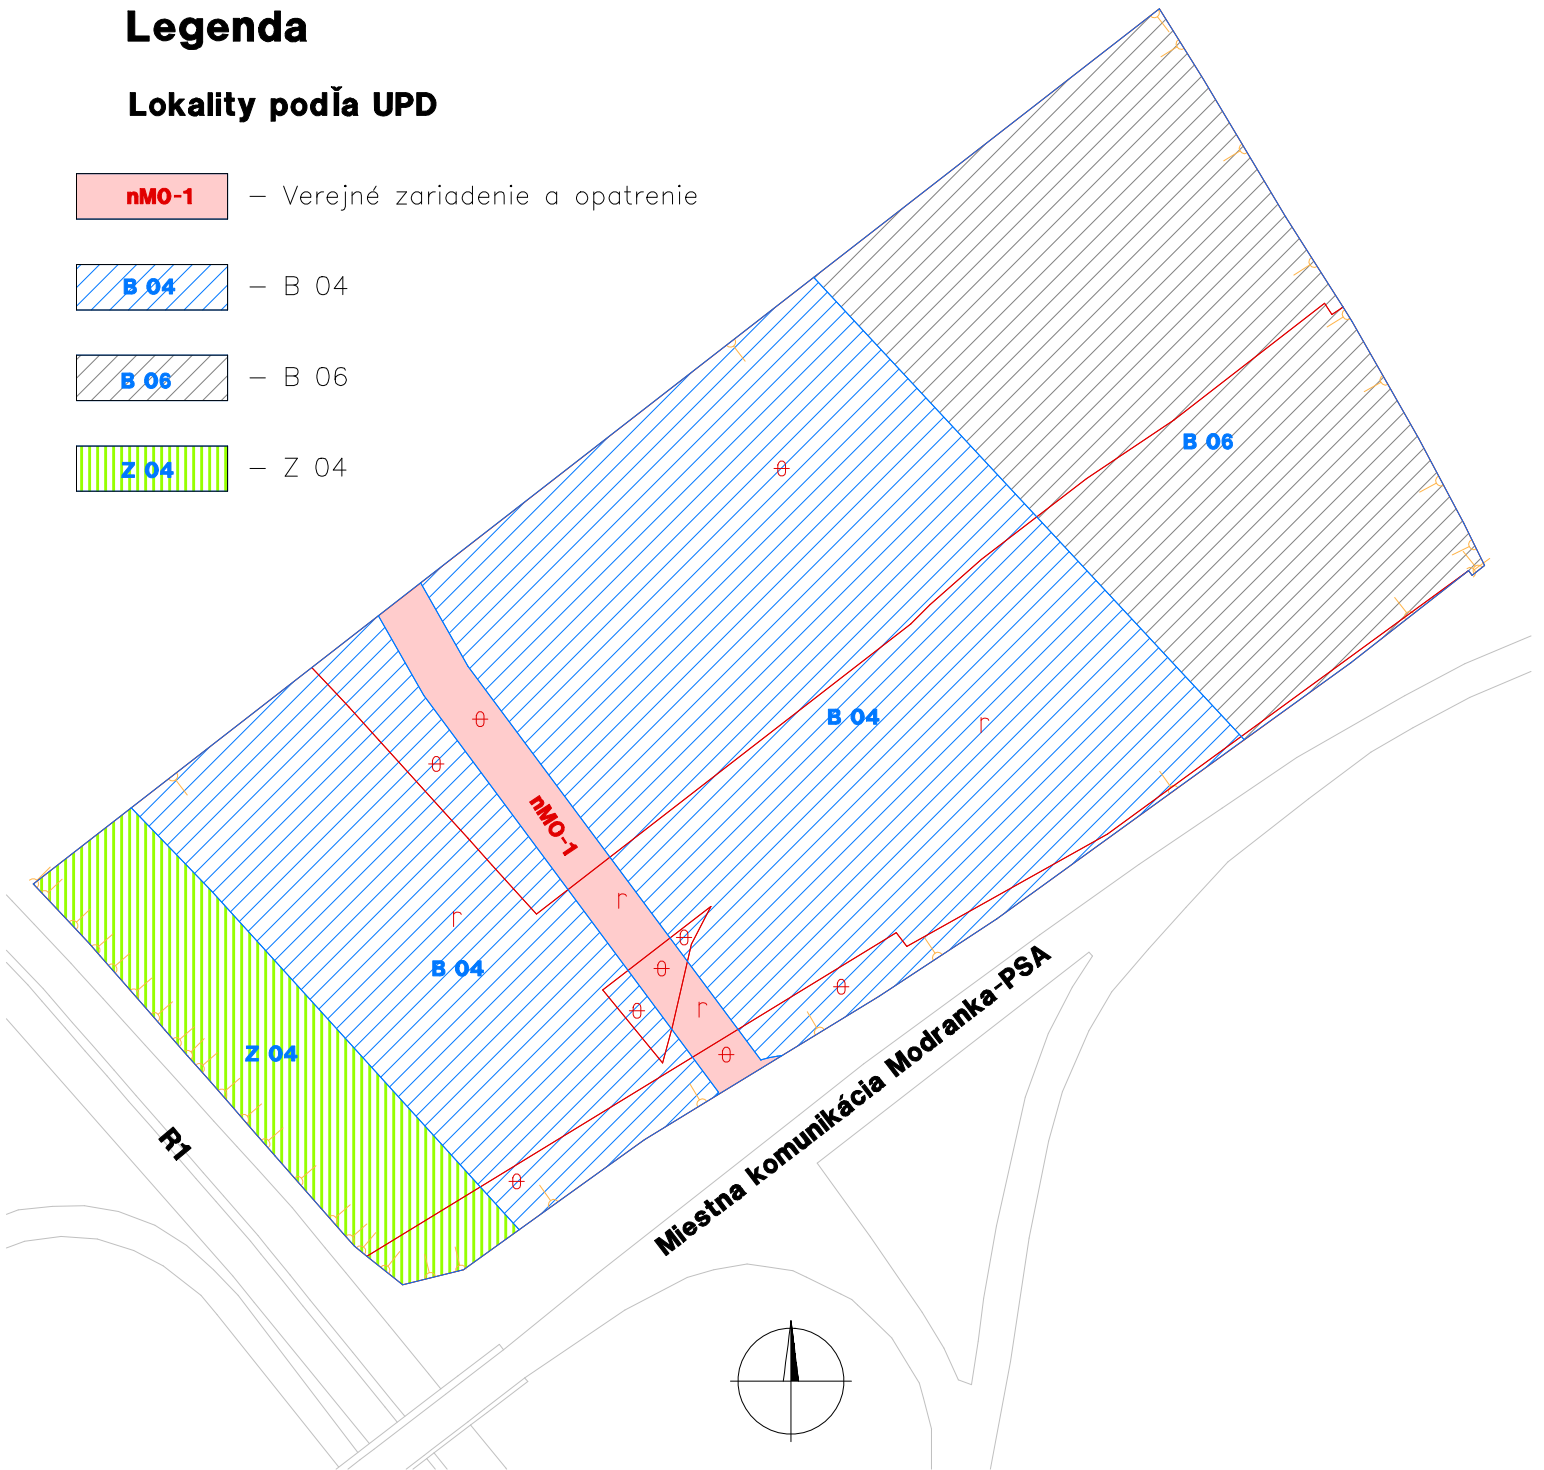 Legenda
Lokality podľa UPD
nMO-1 – Verejné zariadenie a opatrenie
B 04 – B 04
B 06 – B 06
Z 04 – Z 04
B 06
θ
B 04
r
θ
θ
nMO-1
r
r
B 04
θ
θ
θ
θ
r
θ
Z 04
θ
R1
Miestna komunikácia Modranka-PSA